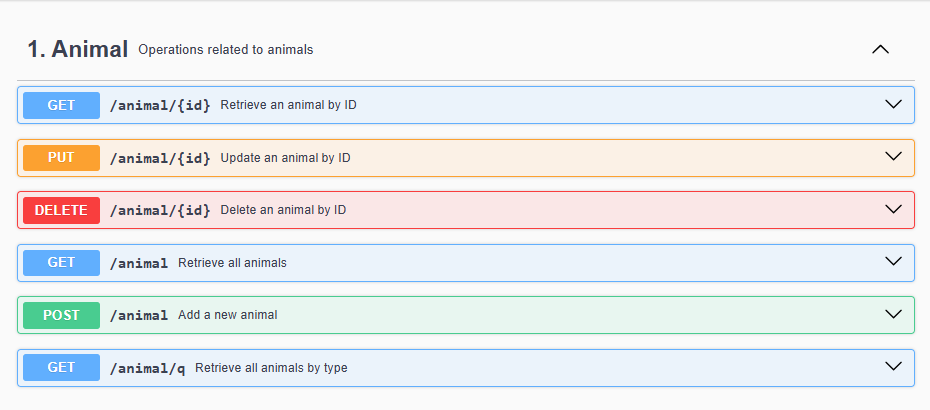 1. Animal Operations related to animals
GET /animal/{id} Retrieve an animal by ID
PUT /animal/{id} Update an animal by ID
DELETE /animal/{id} Delete an animal by ID
GET /animal Retrieve all animals
POST /animal Add a new animal
GET /animal/q Retrieve all animals by type